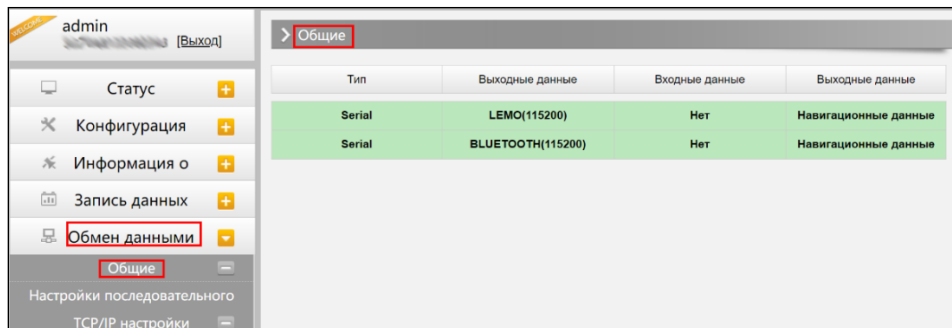 WELCOME
admin
[Выход]
Статус
Конфигурация
Информация о
Запись данных
Обмен данными
Общие
Настройки последовательного
TCP/IP настройки
Общие
Тип Выходные данные Входные данные Выходные данные
Serial LEMO(115200) Нет Навигационные данные
Serial BLUETOOTH(115200) Нет Навигационные данные